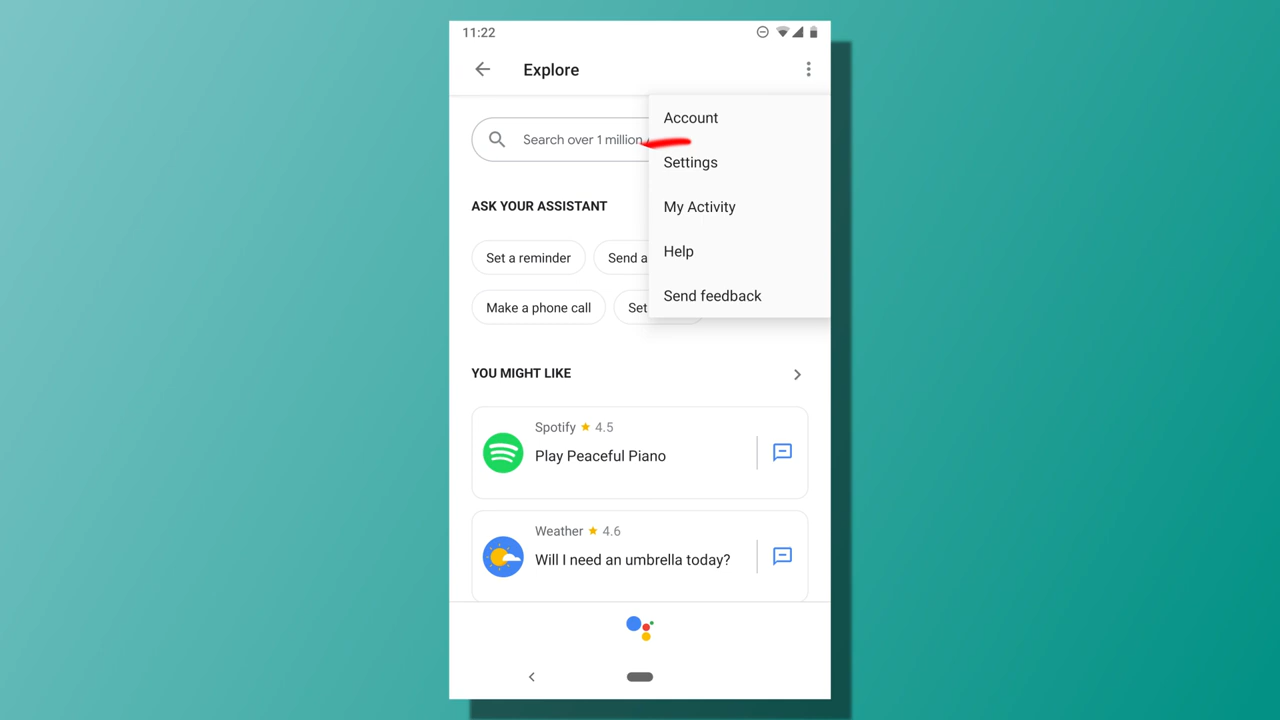 11:22
Explore
Account
Search over 1 million
Settings
ASK YOUR ASSISTANT
My Activity
Set a reminder
Send a
Help
Make a phone call
Set
Send feedback
YOU MIGHT LIKE
Spotify ★ 4.5
Play Peaceful Piano
Weather ★ 4.6
Will I need an umbrella today?